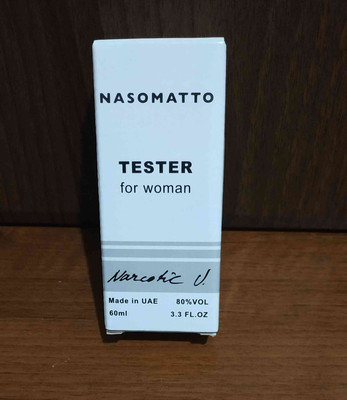 NASOMATTO
TESTER
for woman
Narcotic V.
Made in UAE 80%VOL
60ml 3.3 FL.OZ